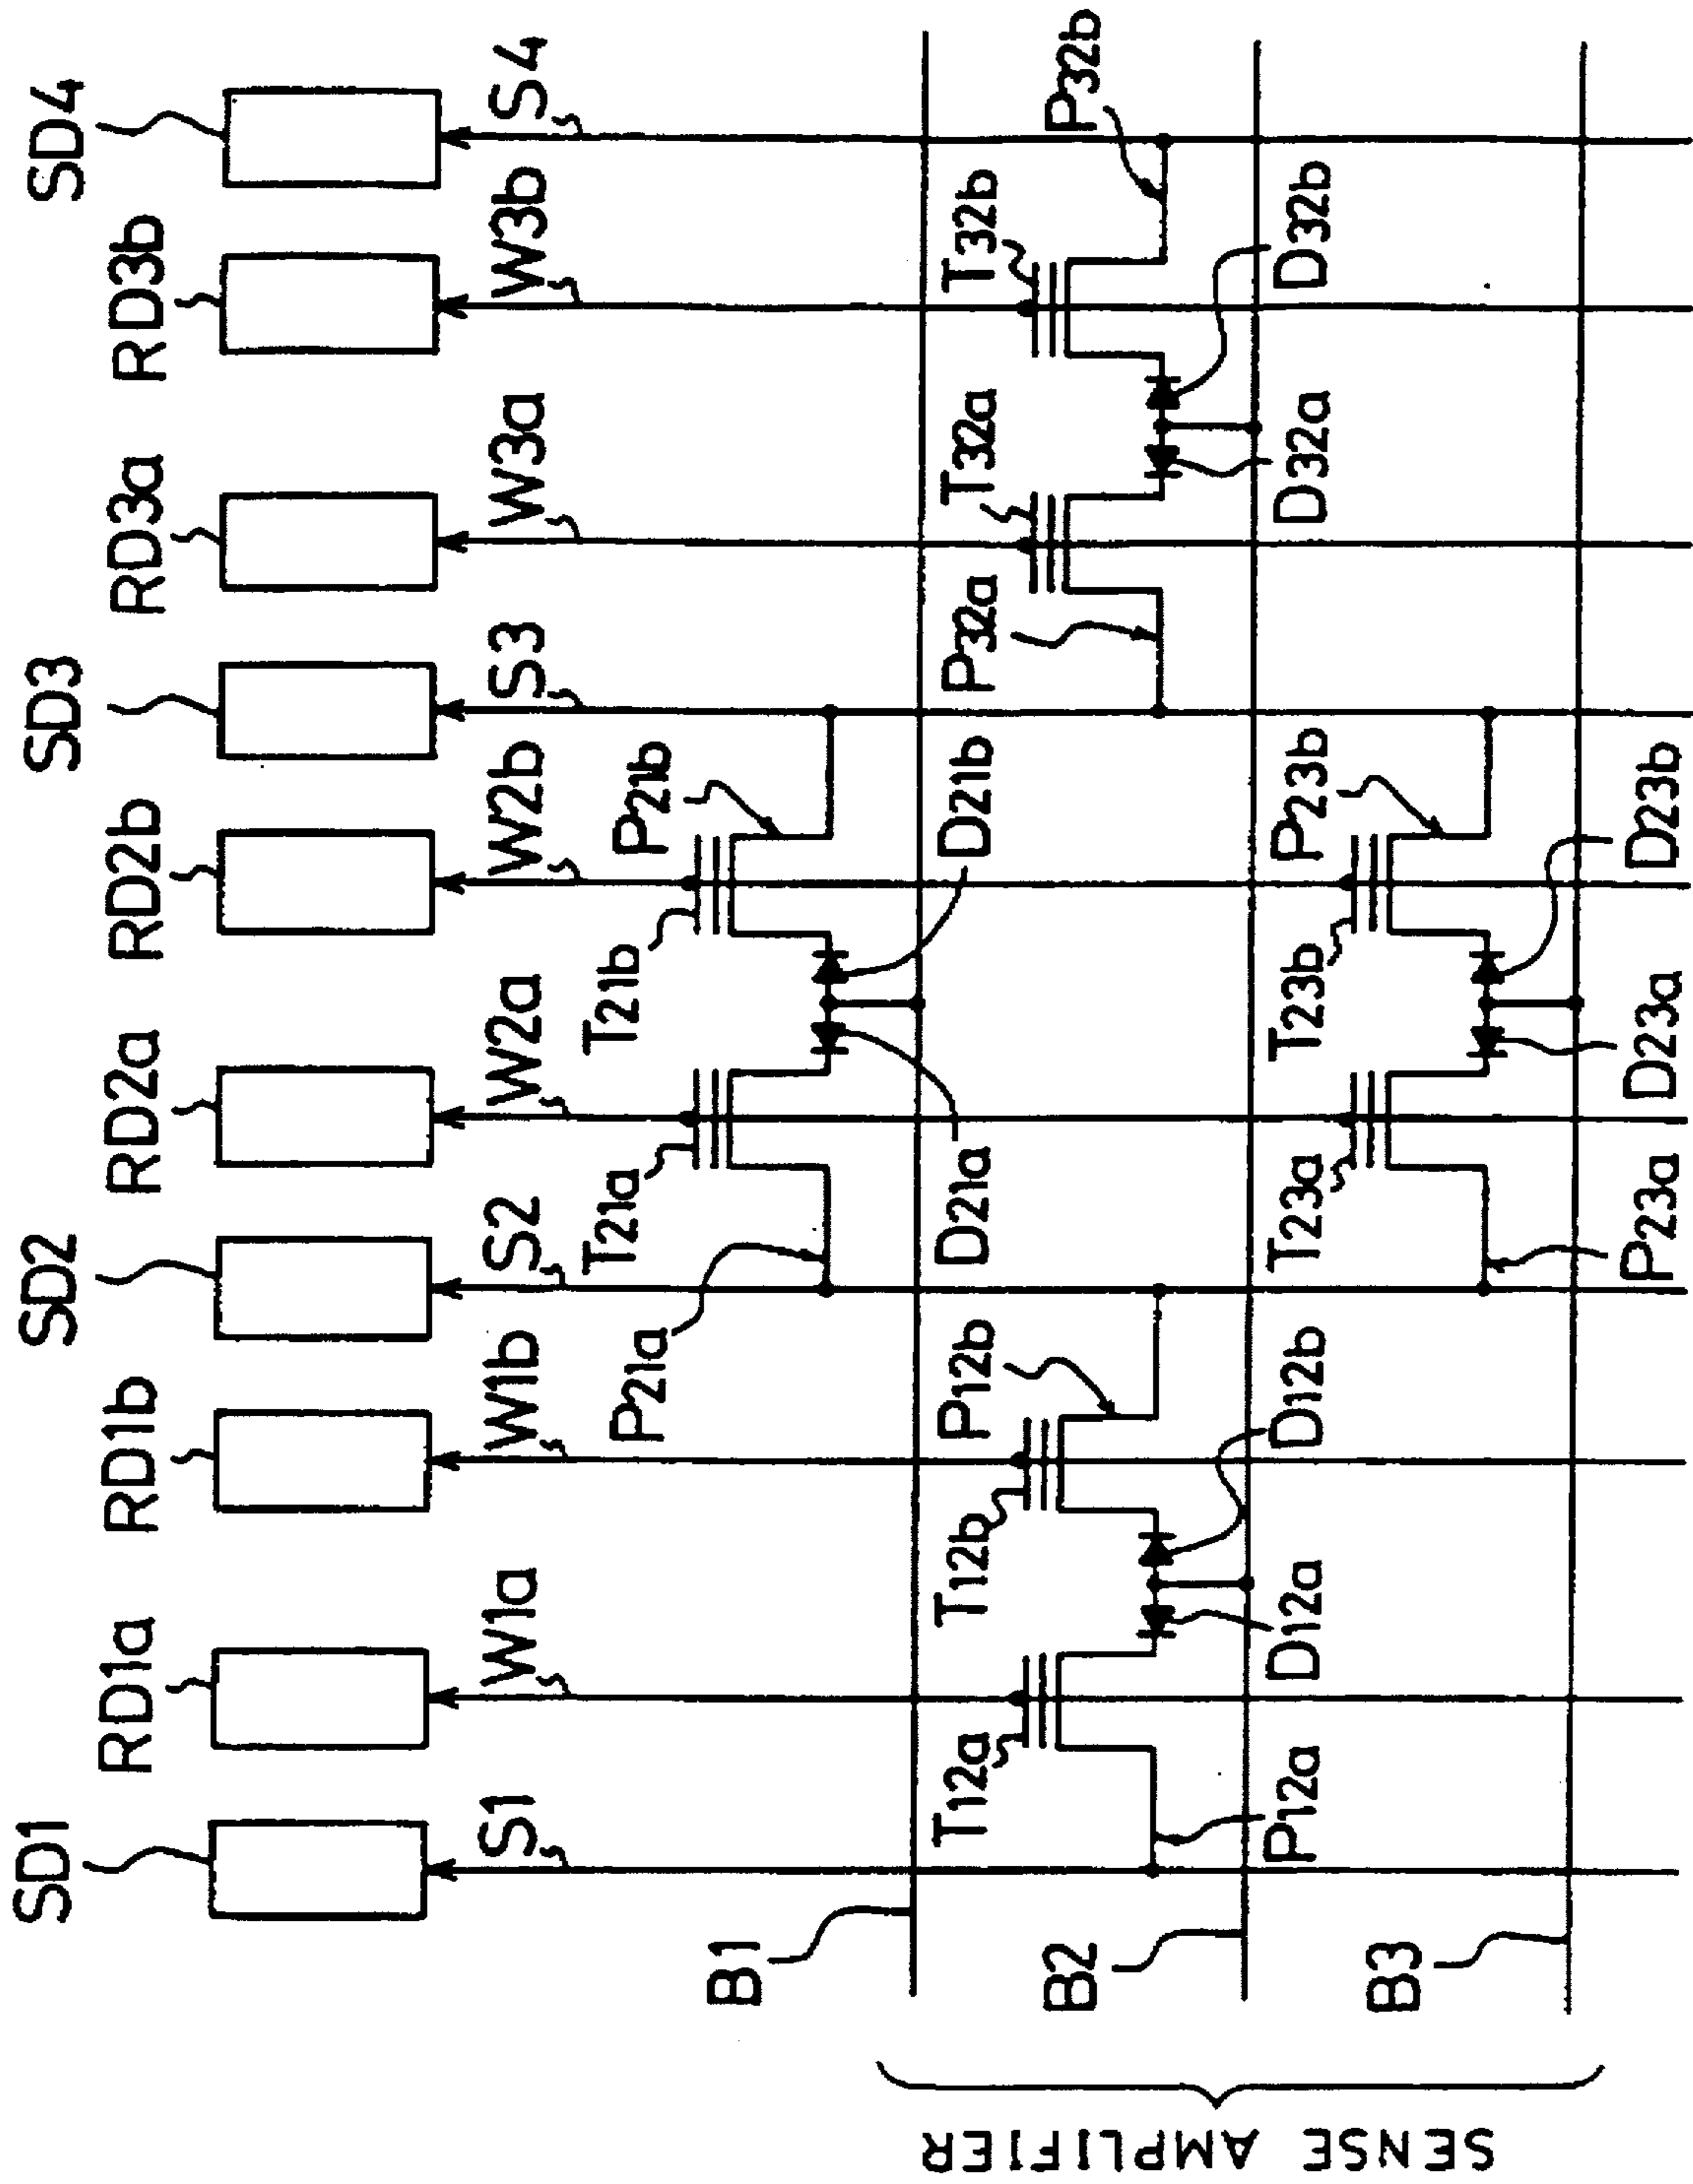 SD1
RD1a
RD1b
SD2
RD2a
RD2b
SD3
RD3a
RD3b
SD4
S1
W1a
W1b
S2
W2a
W2b
S3
W3a
W3b
S4
P21a
T21a
T21b
P21b
B1
D21a
D21b
T12a
T12b
P12b
P32a
T32a
T32b
P32b
B2
P12a
D12a
D12b
T23a
T23b
P23b
D32a
D32b
B3
P23a
D23a
D23b
SENSE AMPLIFIER